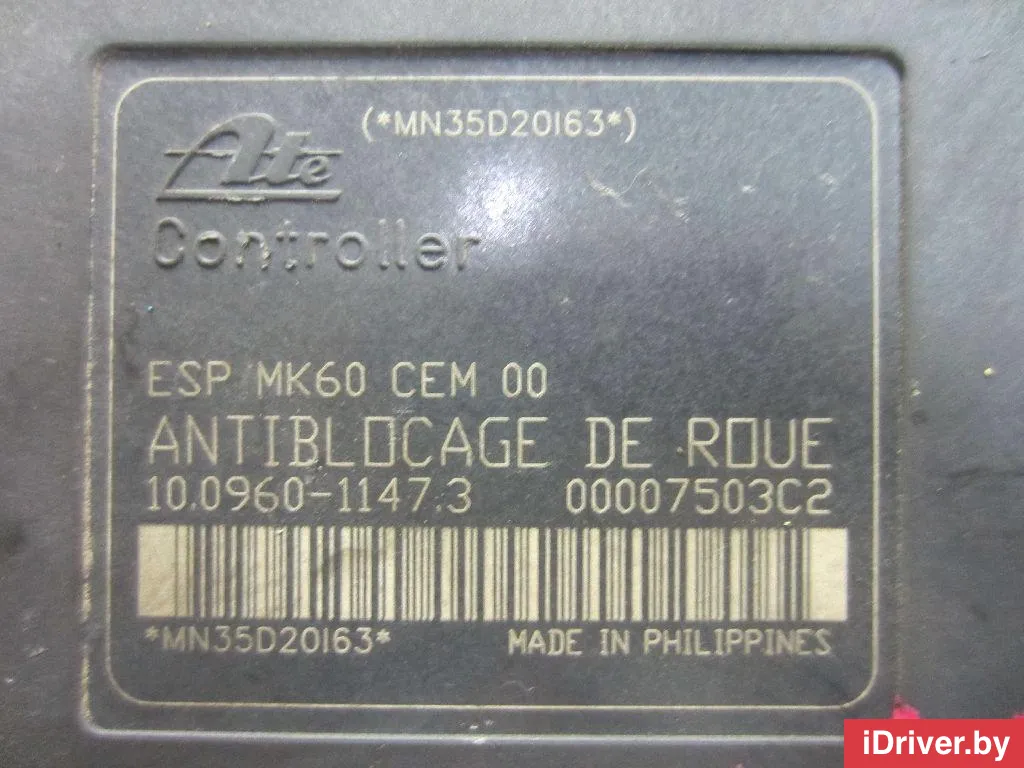 (*MN35D20163*)
Ate
Controller
ESP MK60 CEM 00
ANTIBLOCAGE DE ROUE
10.0960-1147.3 00007503C2
*MN35D20163* MADE IN PHILIPPINES
iDriver.by